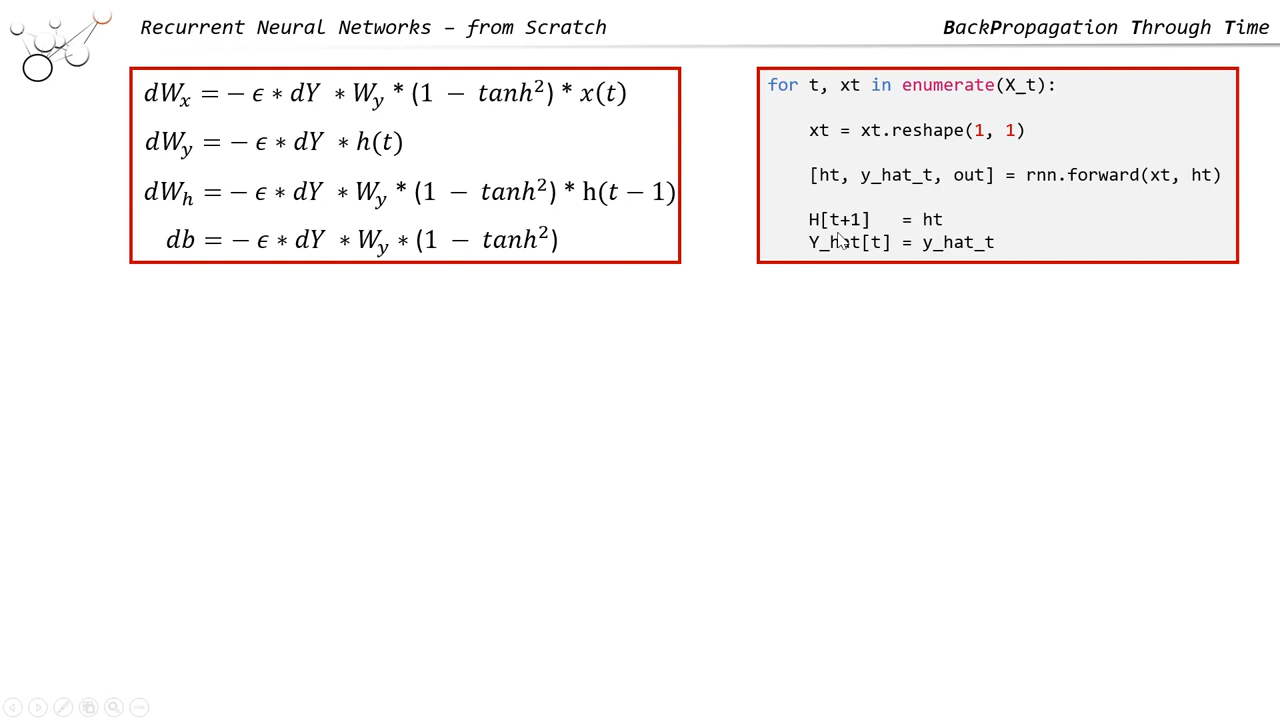 Recurrent Neural Networks – from Scratch
BackPropagation Through Time
dWₓ = − ϵ ∗ dY ∗ W_y * (1 − tanh²) * x(t)
dW_y = − ϵ ∗ dY ∗ h(t)
dW_h = − ϵ ∗ dY ∗ W_y * (1 − tanh²) * h(t − 1)
db = − ϵ ∗ dY ∗ W_y ∗ (1 − tanh²)
for t, xt in enumerate(X_t):
xt = xt.reshape(1, 1)
[ht, y_hat_t, out] = rnn.forward(xt, ht)
H[t+1] = ht
Y_hat[t] = y_hat_t